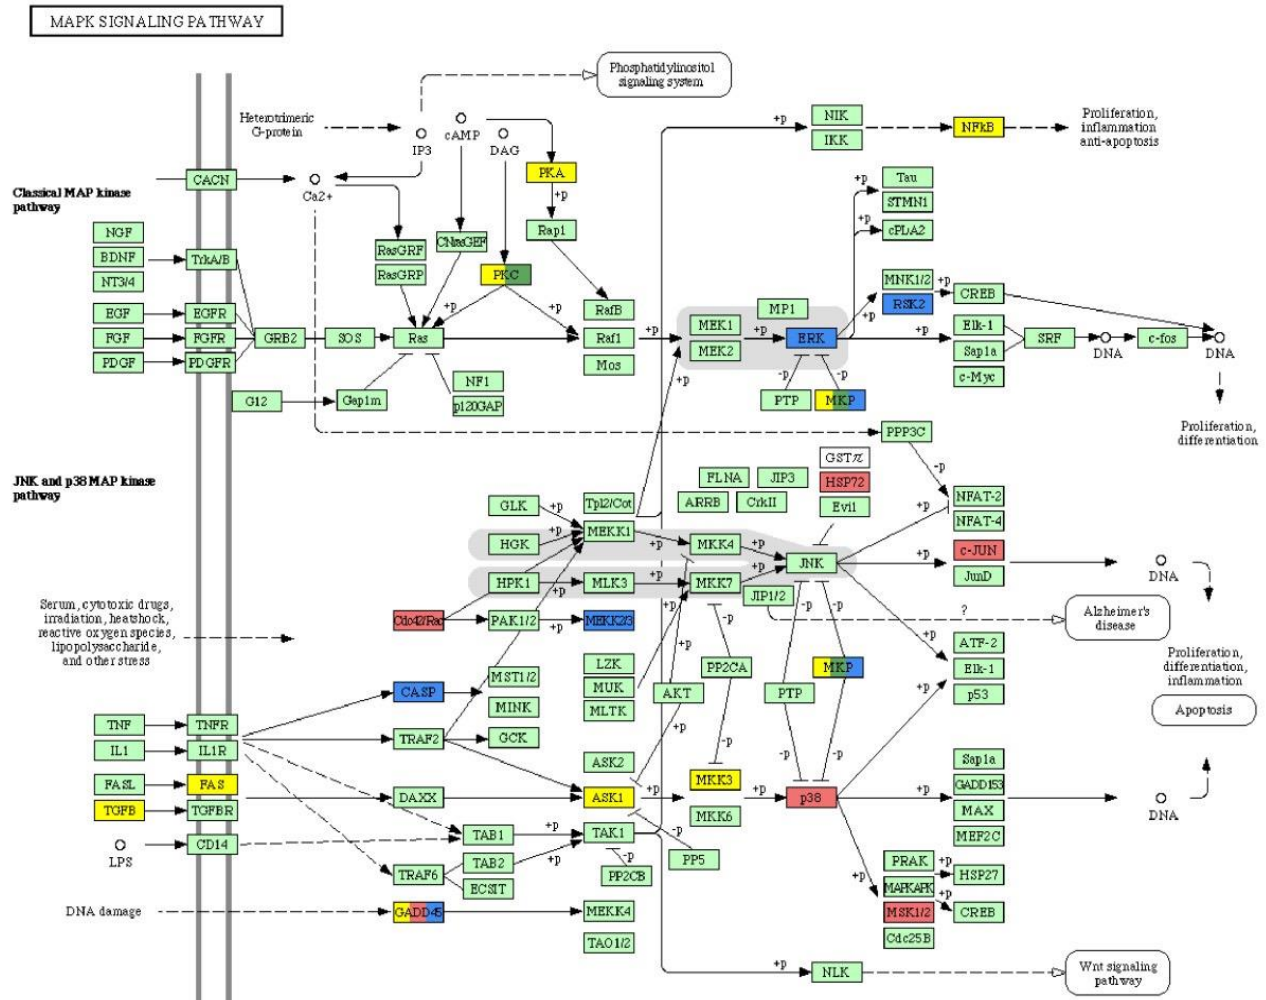 MAPK SIGNALING PATHWAY
Phosphatidylinositol
signaling system
Heterotrimeric
G-protein
IP3
cAMP
DAG
PKA
+p
Rap1
NIK
IKK
+p
NFkB
Proliferation,
inflammation
anti-apoptosis
CACN
Ca2+
Classical MAP kinase
pathway
NGF
BDNF
NT3/4
TrkA/B
EGF
EGFR
FGF
FGFR
PDGF
PDGFR
GRB2
SOS
RasGRF
RasGRP
CNrasGEF
PKC
+p
+p
Ras
RafB
Raf1
Mos
+p
G12
Gap1m
NF1
p120GAP
MP1
MEK1
MEK2
+p
ERK
+p
-p
-p
PTP
MKP
+p
Tau
STMN1
+p
cPLA2
MNK1/2
+p
RSK2
+p
CREB
+p
Elk-1
Sap1a
c-Myc
SRF
DNA
c-fos
DNA
Proliferation,
differentiation
PPP3C
-p
JNK and p38 MAP kinase
pathway
GLK
HGK
HPK1
+p
+p
+p
Tpl2/Cot
MEKK1
MLK3
+p
+p
FLNA
JIP3
ARRB
CrkII
GSTπ
HSP72
Evi1
MKK4
MKK7
+p
+p
JNK
JIP1/2
+p
+p
+p
NFAT-2
NFAT-4
c-JUN
JunD
DNA
?
Alzheimer's
disease
Serum, cytotoxic drugs,
irradiation, heatshock,
reactive oxygen species,
lipopolysaccharide,
and other stress
Cdc42/Rac
PAK1/2
+p
+p
MEKK2/3
CASP
MST1/2
MINK
GCK
LZK
MUK
MLTK
AKT
+p
+p
PP2CA
-p
-p
PTP
MKP
-p
-p
-p
-p
ATF-2
Elk-1
p53
+p
Proliferation,
differentiation,
inflammation
Apoptosis
TNF
TNFR
IL1
IL1R
FASL
FAS
TGFB
TGFBR
LPS
CD14
TRAF2
DAXX
ASK2
ASK1
+p
MKK3
MKK6
+p
p38
+p
Sap1a
GADD153
MAX
MEF2C
DNA
TAB1
TAB2
ECSIT
TRAF6
+p
+p
TAK1
-p
PP2CB
-p
PP5
+p
PRAK
MAPKAPK
MSK1/2
Cdc25B
+p
+p
HSP27
CREB
DNA damage
GADD45
MEKK4
TAO1/2
+p
NLK
Wnt signaling
pathway